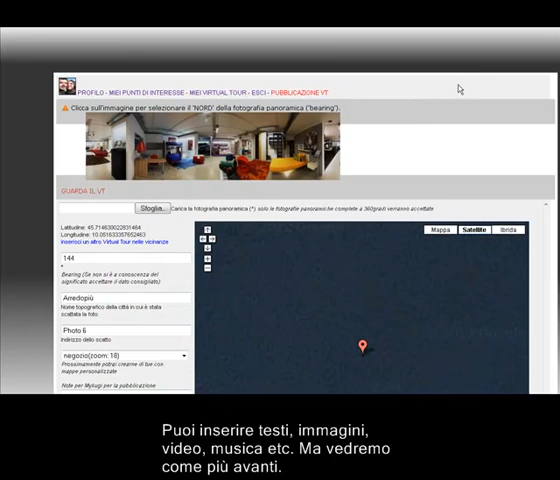 PROFILO - MIEI PUNTI DI INTERESSE - MIEI VIRTUAL TOUR - ESCI - PUBBLICAZIONE VT
Clicca sull'immagine per selezionare il 'NORD' della fotografia panoramica ("bearing").
GUARDA IL VT
Sfoglia_ Carica la fotografia panoramica (*) solo le fotografie panoramiche complete a 360gradi verranno accettate
Latitudine: 45.714630022831464
Longitudine: 10.051633357652463
inserisci un altro Virtual Tour nelle vicinanze
Mappa Satellite Ibrida
144
*
Bearing (Se non si è a conoscenza del
significato accettare il dato consigliato)
Arredopiù
Nome topografico della città in cui è stata
scattata la foto.
Photo 6
Indirizzo dello scatto
negozio(zoom: 18)
Prossimamente potrai crearne di tue con
mappe personalizzate
Note per Mykugi per la pubblicazione
Puoi inserire testi, immagini,
video, musica etc. Ma vedremo
come più avanti.